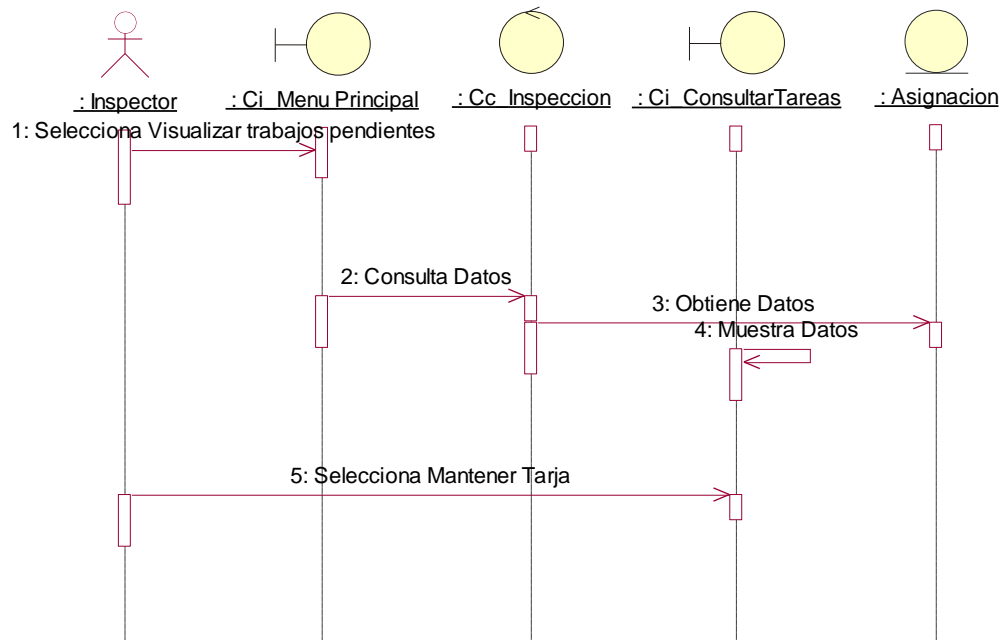 : Inspector
: Ci_Menu Principal
: Cc_Inspeccion
: Ci_ConsultarTareas
: Asignacion
1: Selecciona Visualizar trabajos pendientes
2: Consulta Datos
3: Obtiene Datos
4: Muestra Datos
5: Selecciona Mantener Tarja